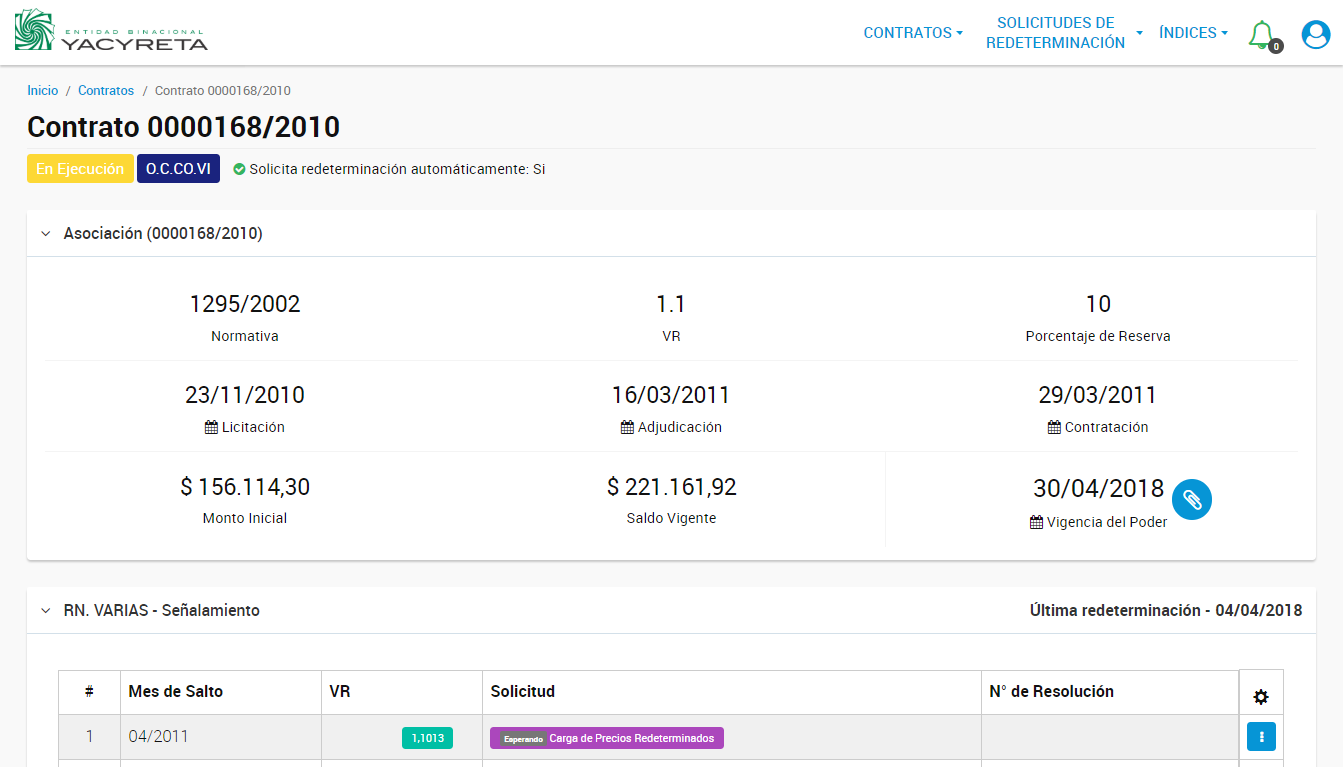 ENTIDAD BINACIONAL
YACYRETA
CONTRATOS
SOLICITUDES DE
REDETERMINACIÓN
ÍNDICES
0
Inicio / Contratos / Contrato 0000168/2010
Contrato 0000168/2010
En Ejecución O.C.CO.VI Solicita redeterminación automáticamente: Si
Asociación (0000168/2010)
1295/2002 1.1 10
Normativa VR Porcentaje de Reserva
23/11/2010 16/03/2011 29/03/2011
Licitación Adjudicación Contratación
$ 156.114,30 $ 221.161,92 30/04/2018
Monto Inicial Saldo Vigente Vigencia del Poder
RN. VARIAS - Señalamiento Última redeterminación - 04/04/2018
# Mes de Salto VR Solicitud N° de Resolución
1 04/2011 1,1013 Esperando Carga de Precios Redeterminados